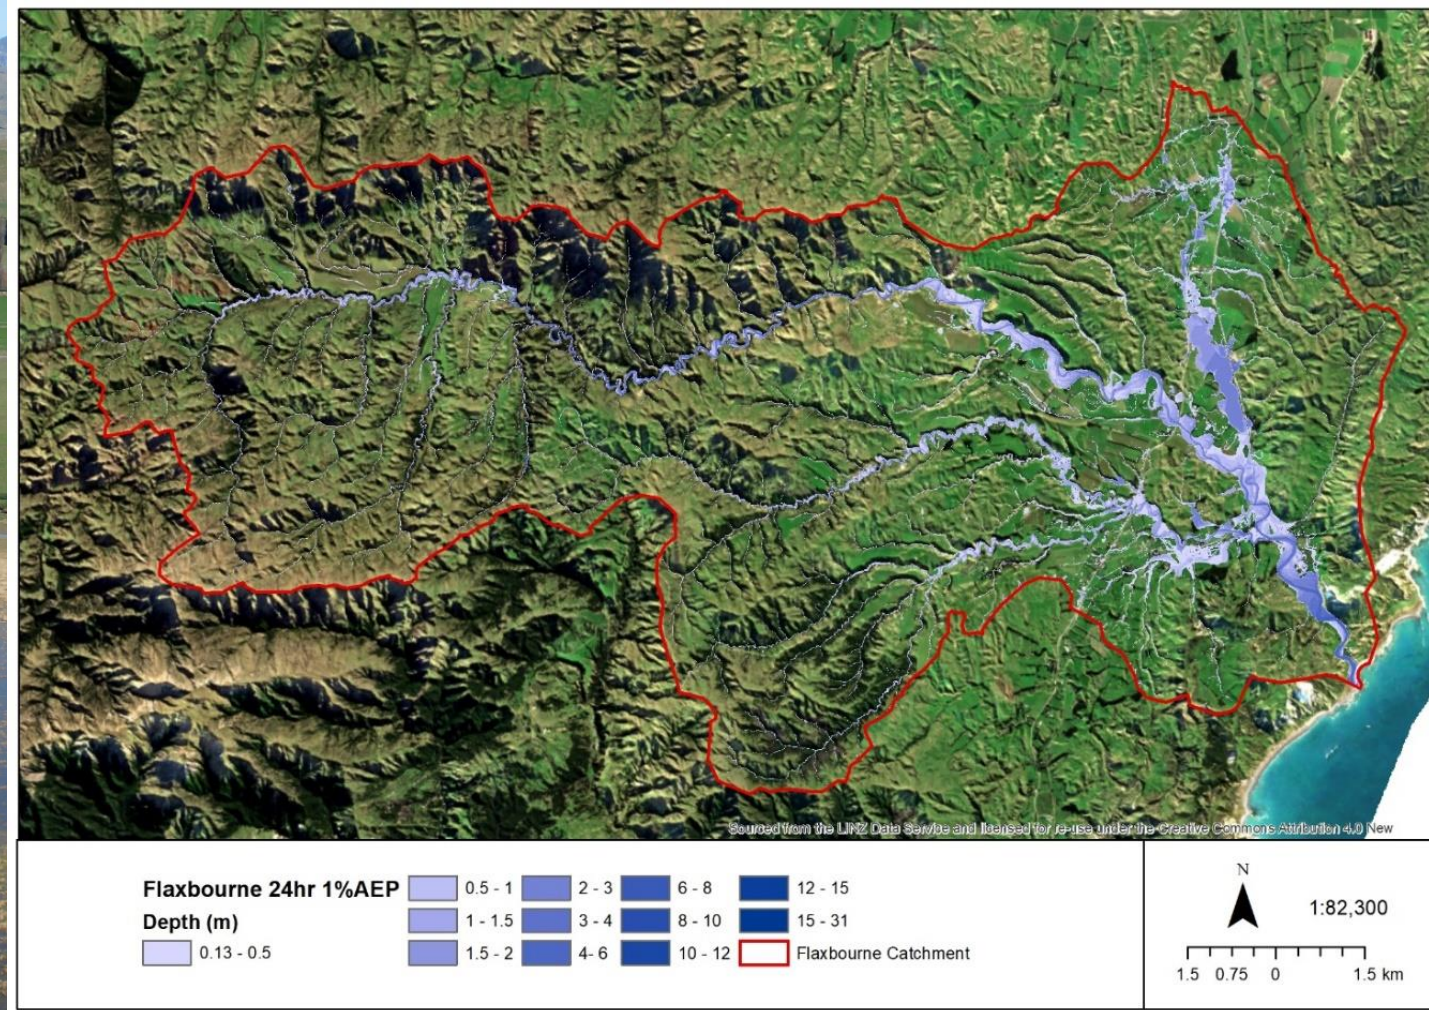 Sourced from the LINZ Data Service and licensed for re-use under the Creative Commons Attribution 4.0 New
Flaxbourne 24hr 1%AEP
Depth (m)
0.13 - 0.5
0.5 - 1
1 - 1.5
1.5 - 2
2 - 3
3 - 4
4- 6
6 - 8
8 - 10
10 - 12
12 - 15
15 - 31
Flaxbourne Catchment
N
1:82,300
1.5 0.75 0 1.5 km